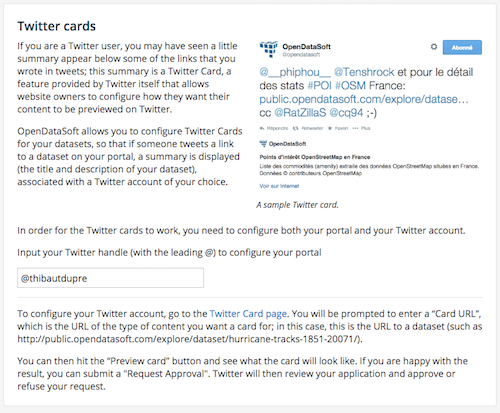 Twitter cards
If you are a Twitter user, you may have seen a little
summary appear below some of the links that you
wrote in tweets; this summary is a Twitter Card, a
feature provided by Twitter itself that allows
website owners to configure how they want their
content to be previewed on Twitter.
OpenDataSoft allows you to configure Twitter Cards
for your datasets, so that if someone tweets a link
to a dataset on your portal, a summary is displayed
(the title and description of your dataset),
associated with a Twitter account of your choice.
OpenDataSoft
@opendatasoft
Abonné
@__phiphou__ @Tenshrock et pour le détail
des stats #POI #OSM France:
public.opendatasoft.com/explore/datase…
cc @RatZillaS @cq94 ;-)
Répondre Retweeter Favori Plus
OpenDataSoft
Points d'intérêt OpenStreetMap en France
Liste des commodités (amenity) extraite des données OpenStreetMap situées en France.
Données © contributeurs OpenStreetMap
Voir sur Internet
A sample Twitter card.
In order for the Twitter cards to work, you need to configure both your portal and your Twitter account.
Input your Twitter handle (with the leading @) to configure your portal
@thibautdupre
To configure your Twitter account, go to the Twitter Card page. You will be prompted to enter a “Card URL”,
which is the URL of the type of content you want a card for; in this case, this is the URL to a dataset (such as
http://public.opendatasoft.com/explore/dataset/hurricane-tracks-1851-20071/).
You can then hit the “Preview card” button and see what the card will look like. If you are happy with the
result, you can submit a "Request Approval". Twitter will then review your application and approve or
refuse your request.